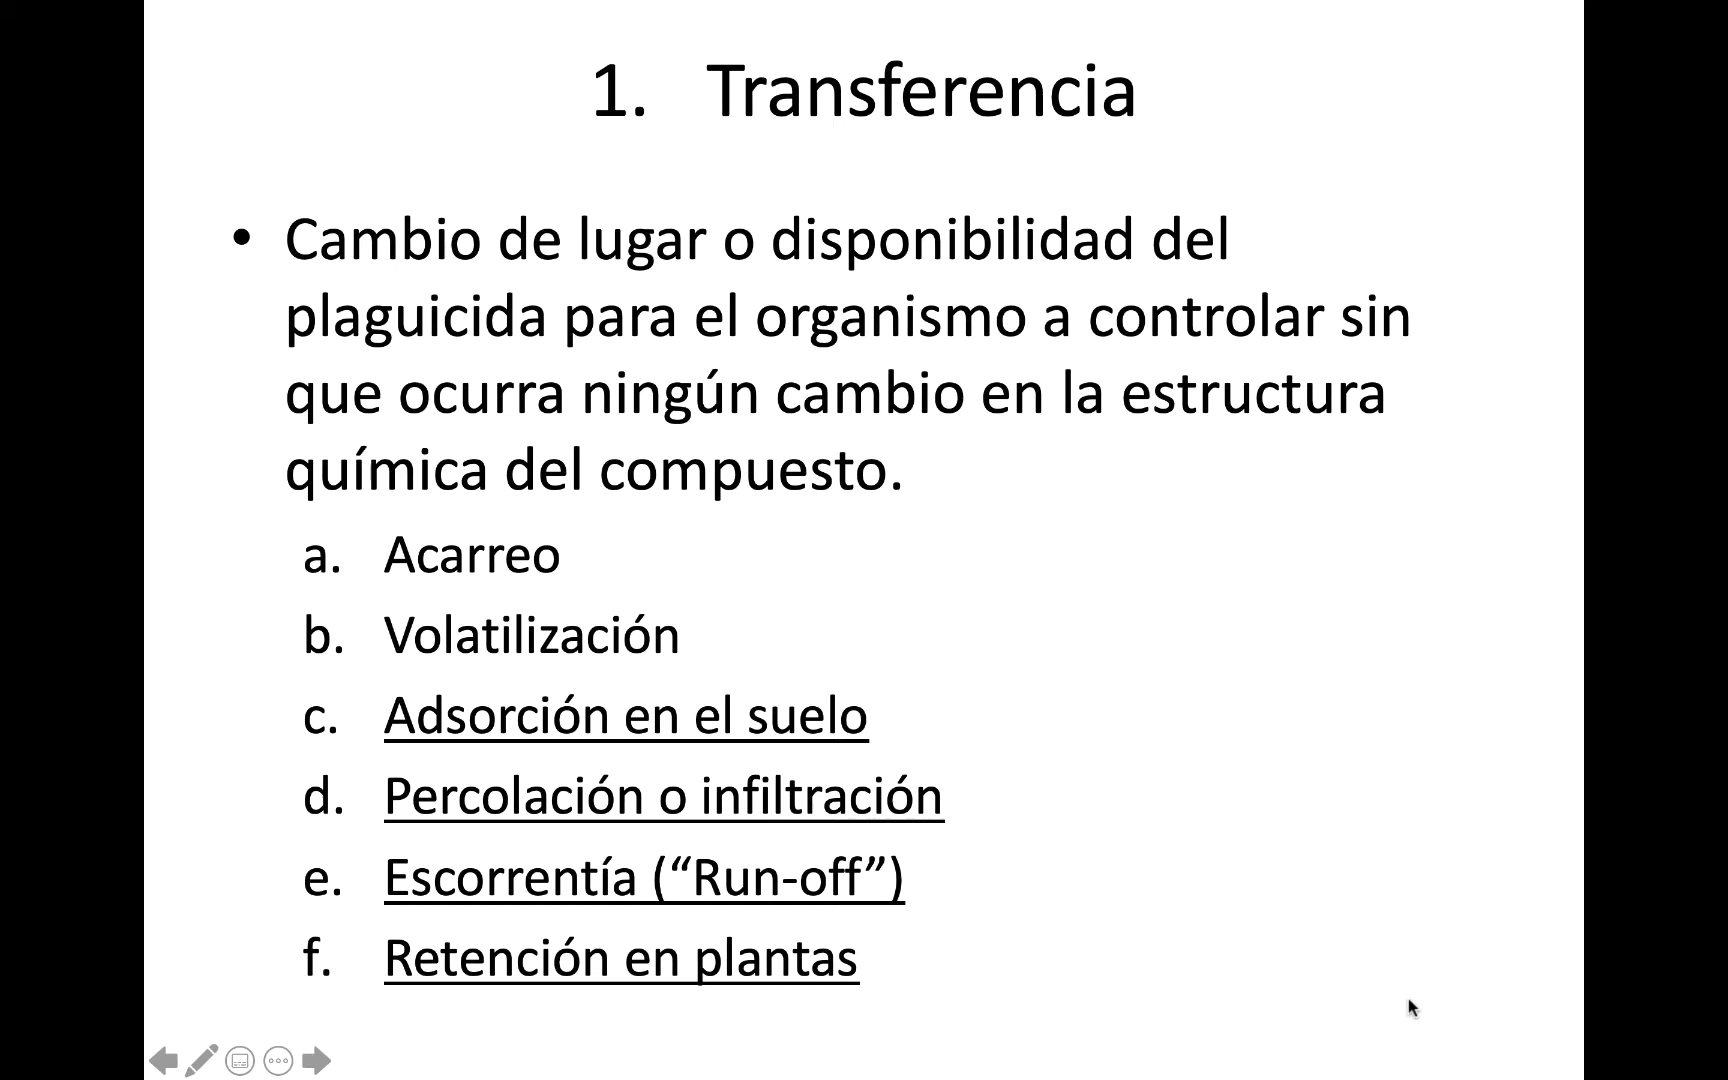 1. Transferencia
• Cambio de lugar o disponibilidad del
plaguicida para el organismo a controlar sin
que ocurra ningún cambio en la estructura
química del compuesto.
a. Acarreo
b. Volatilización
c. Adsorción en el suelo
d. Percolación o infiltración
e. Escorrentía (“Run-off”)
f. Retención en plantas